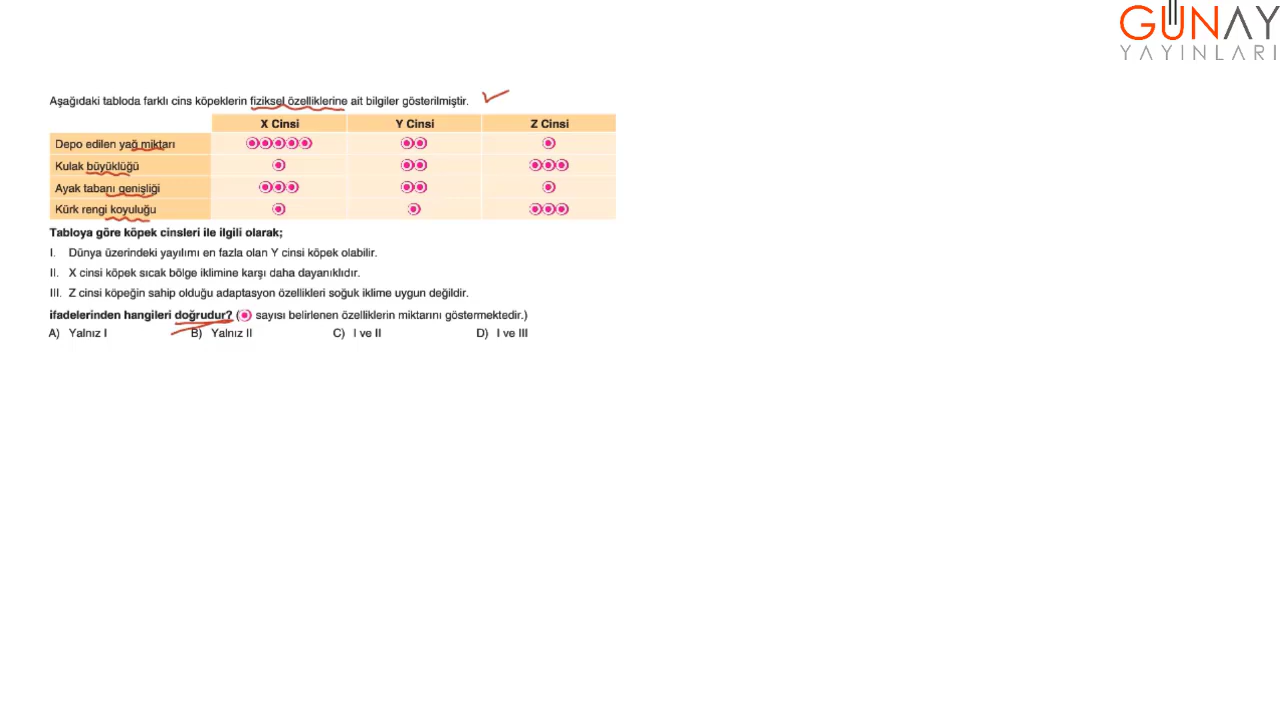 GÜNAY
YAYINLARI
Aşağıdaki tabloda farklı cins köpeklerin fiziksel özelliklerine ait bilgiler gösterilmiştir.
X Cinsi Y Cinsi Z Cinsi
Depo edilen yağ miktarı
Kulak büyüklüğü
Ayak tabanı genişliği
Kürk rengi koyuluğu
Tabloya göre köpek cinsleri ile ilgili olarak;
I. Dünya üzerindeki yayılımı en fazla olan Y cinsi köpek olabilir.
II. X cinsi köpek sıcak bölge iklimine karşı daha dayanıklıdır.
III. Z cinsi köpeğin sahip olduğu adaptasyon özellikleri soğuk iklime uygun değildir.
ifadelerinden hangileri doğrudur? ( sayısı belirlenen özelliklerin miktarını göstermektedir.)
A) Yalnız I B) Yalnız II C) I ve II D) I ve III